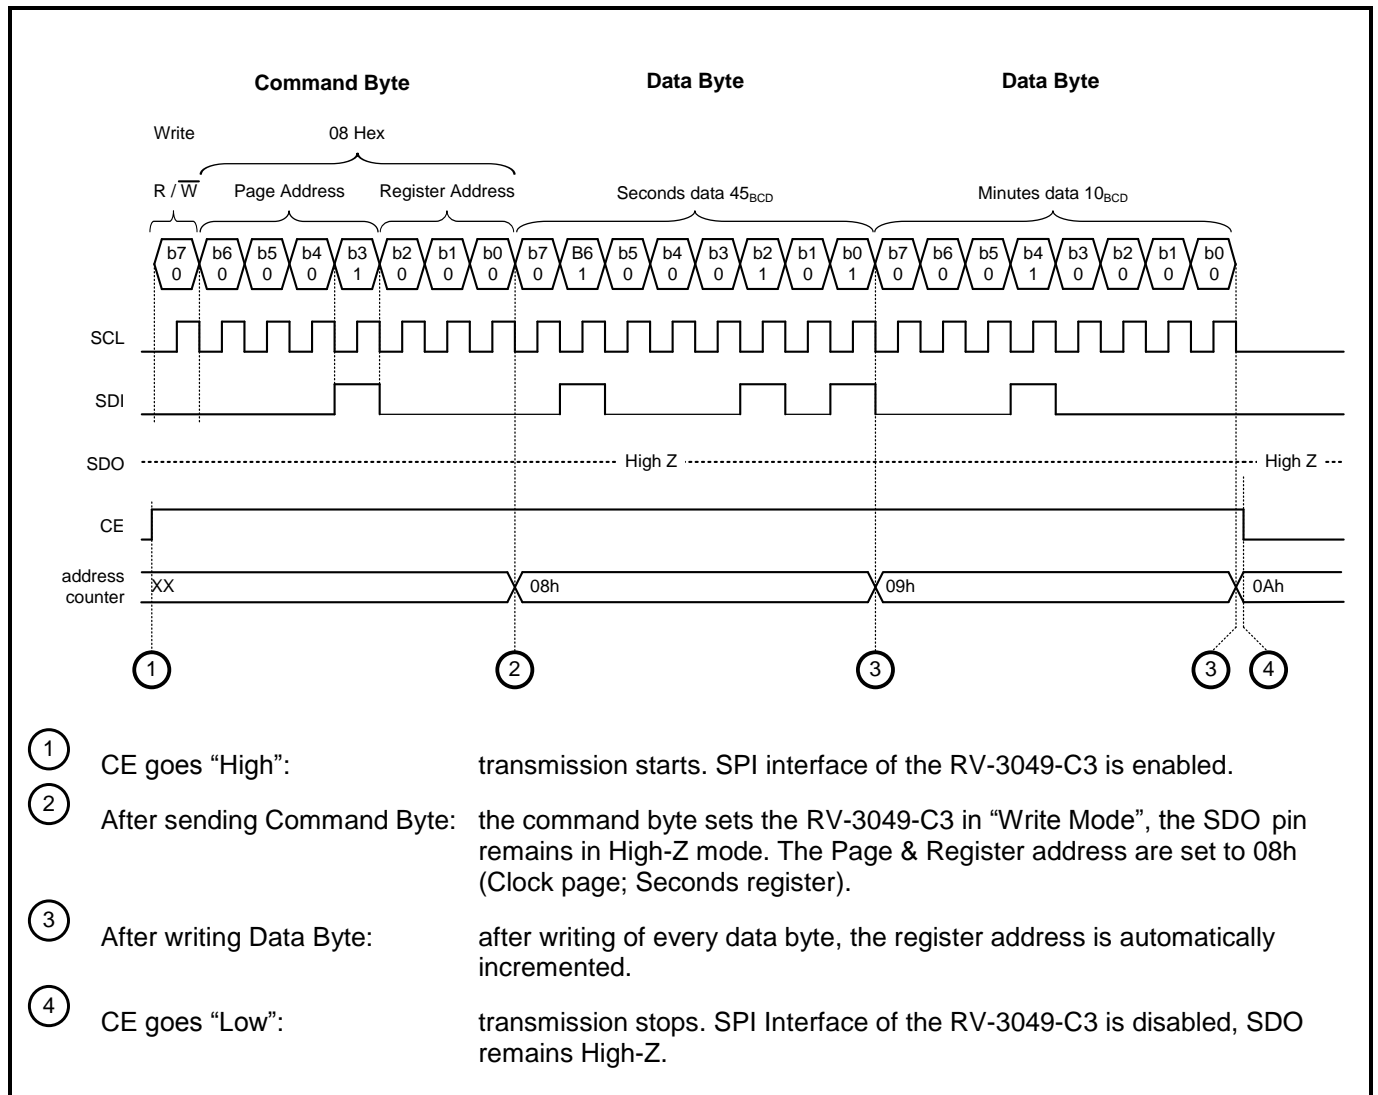 Command Byte Data Byte Data Byte
Write 08 Hex
R / W Page Address Register Address Seconds data 45BCD Minutes data 10BCD
b7 b6 b5 b4 b3 b2 b1 b0 b7 B6 b5 b4 b3 b2 b1 b0 b7 b6 b5 b4 b3 b2 b1 b0
0 0 0 0 1 0 0 0 0 1 0 0 0 1 0 1 0 0 0 1 0 0 0 0
SCL
SDI
SDO High Z High Z
CE
address
counter
XX 08h 09h 0Ah
1 2 3 3 4
1 CE goes “High”: transmission starts. SPI interface of the RV-3049-C3 is enabled.
2 After sending Command Byte: the command byte sets the RV-3049-C3 in “Write Mode”, the SDO pin
remains in High-Z mode. The Page & Register address are set to 08h
(Clock page; Seconds register).
3 After writing Data Byte: after writing of every data byte, the register address is automatically
incremented.
4 CE goes “Low”: transmission stops. SPI Interface of the RV-3049-C3 is disabled, SDO
remains High-Z.